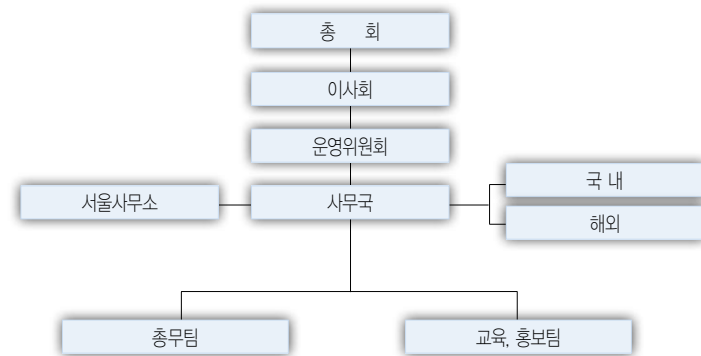 총 회
이사회
운영위원회
서울사무소
사무국
국 내
해외
총무팀
교육, 홍보팀